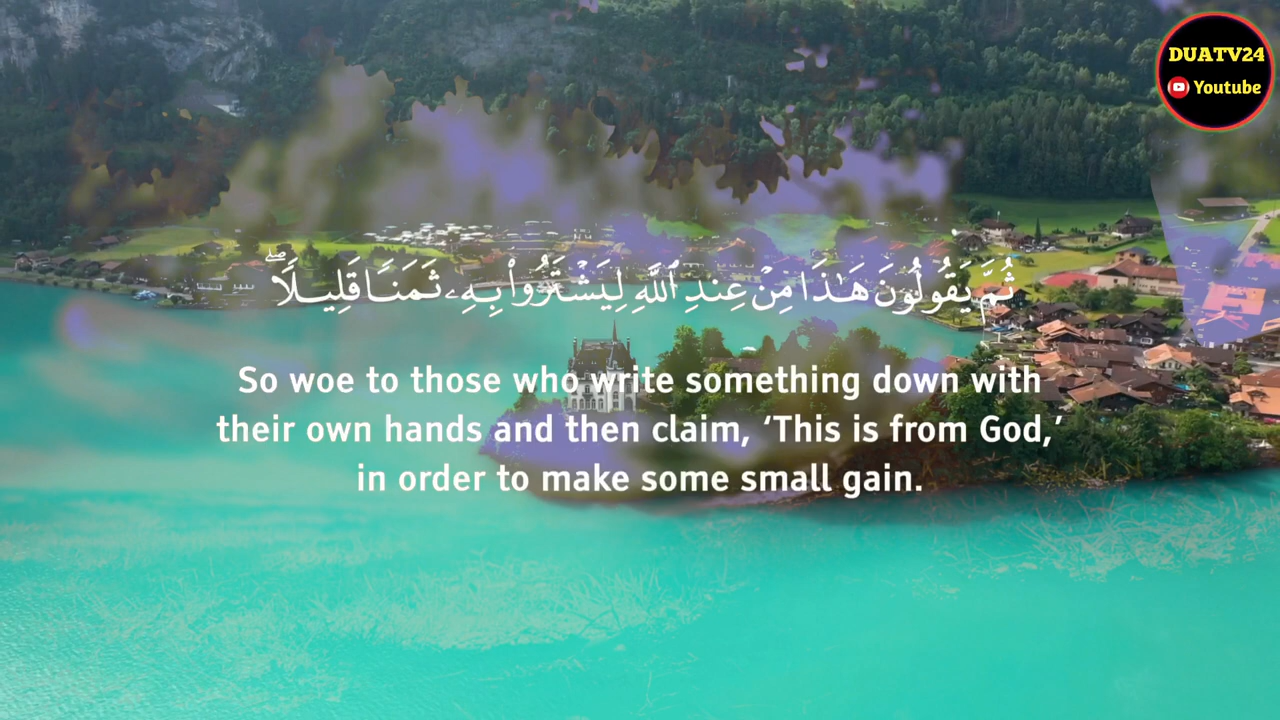 DUATV24
Youtube
ثُمَّ يَقُولُونَ هَـٰذَا مِنْ عِندِ ٱللَّهِ لِيَشْتَرُوا۟ بِهِۦ ثَمَنًا قَلِيلًا ۖ
So woe to those who write something down with
their own hands and then claim, ‘This is from God,’
in order to make some small gain.